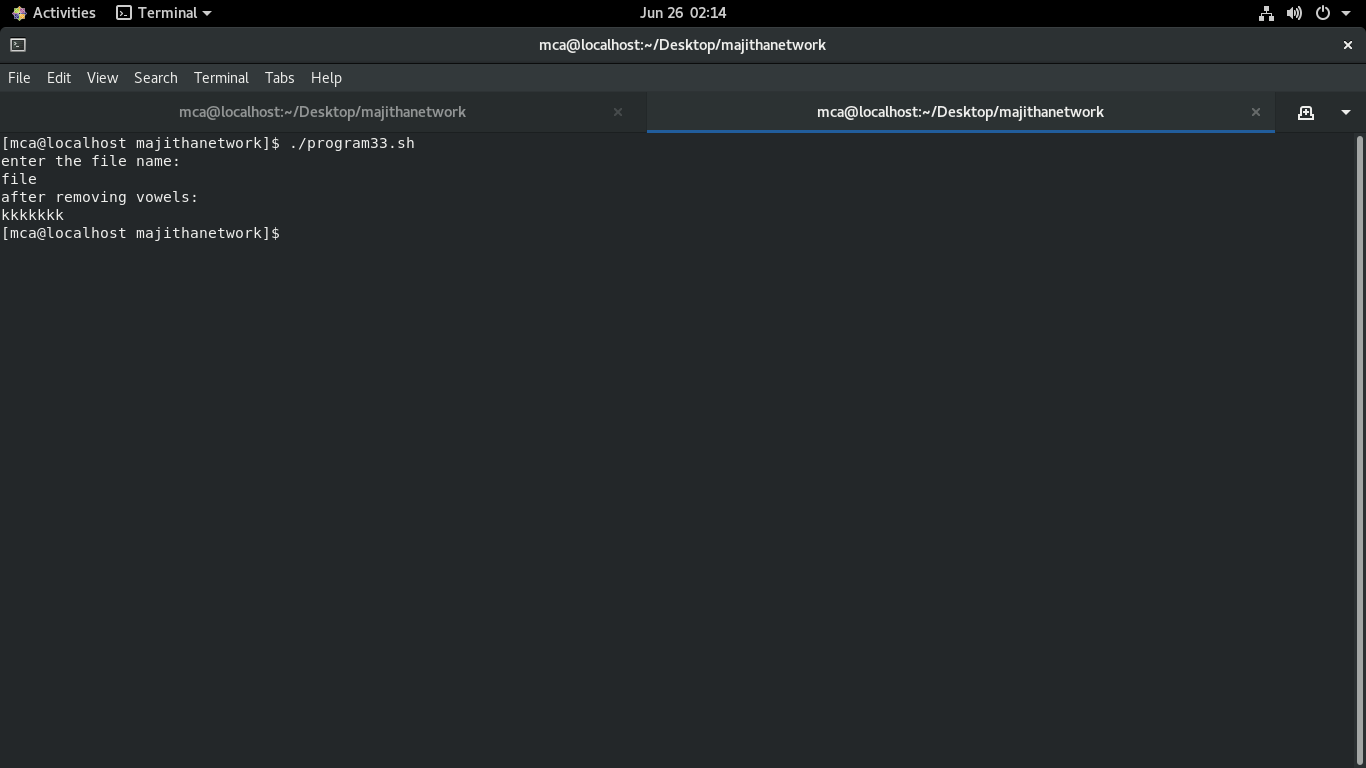 Activities Terminal Jun 26 02:14
mca@localhost:~/Desktop/majithanetwork
File Edit View Search Terminal Tabs Help
mca@localhost:~/Desktop/majithanetwork mca@localhost:~/Desktop/majithanetwork
[mca@localhost majithanetwork]$ ./program33.sh
enter the file name:
file
after removing vowels:
kkkkkkk
[mca@localhost majithanetwork]$